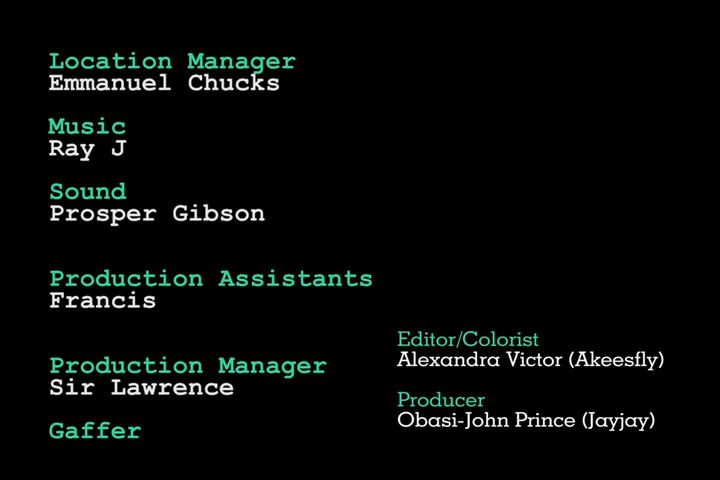 Location Manager
Emmanuel Chucks
Music
Ray J
Sound
Prosper Gibson
Production Assistants
Francis
Production Manager
Sir Lawrence
Gaffer
Editor/Colorist
Alexandra Victor (Akeesfly)
Producer
Obasi-John Prince (Jayjay)